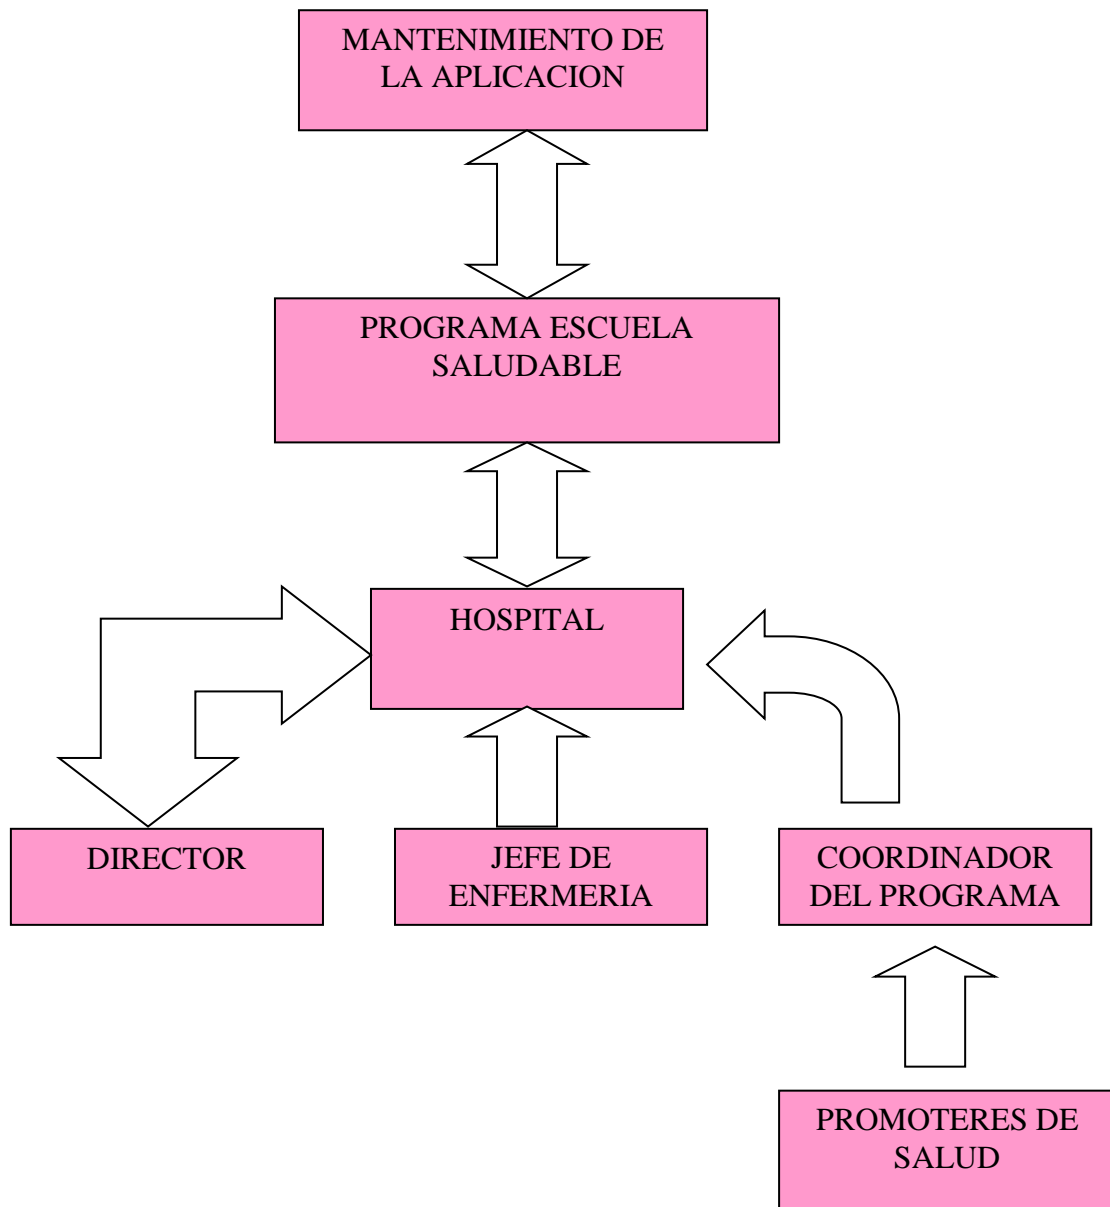 MANTENIMIENTO DE
LA APLICACION
PROGRAMA ESCUELA
SALUDABLE
HOSPITAL
DIRECTOR
JEFE DE
ENFERMERIA
COORDINADOR
DEL PROGRAMA
PROMOTERES DE
SALUD